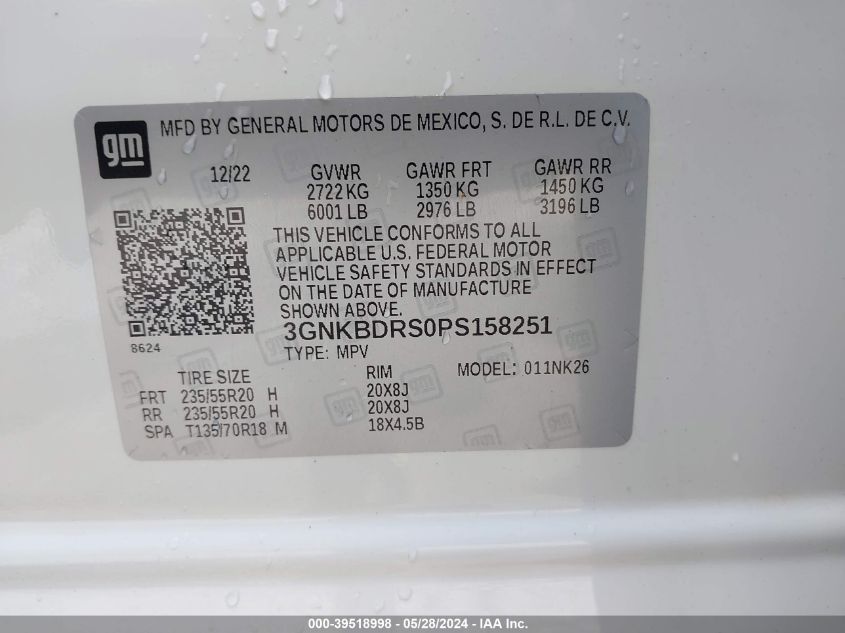 gm
MFD BY GENERAL MOTORS DE MEXICO, S. DE R.L. DE C.V.
12/22 GVWR GAWR FRT GAWR RR
2722 KG 1350 KG 1450 KG
6001 LB 2976 LB 3196 LB
THIS VEHICLE CONFORMS TO ALL
APPLICABLE U.S. FEDERAL MOTOR
VEHICLE SAFETY STANDARDS IN EFFECT
ON THE DATE OF MANUFACTURE
SHOWN ABOVE.
3GNKBDRS0PS158251
8624
TYPE: MPV
TIRE SIZE RIM MODEL: 011NK26
FRT 235/55R20 H 20X8J
RR 235/55R20 H 20X8J
SPA T135/70R18 M 18X4.5B
000-39518998 - 05/28/2024 - IAA Inc.